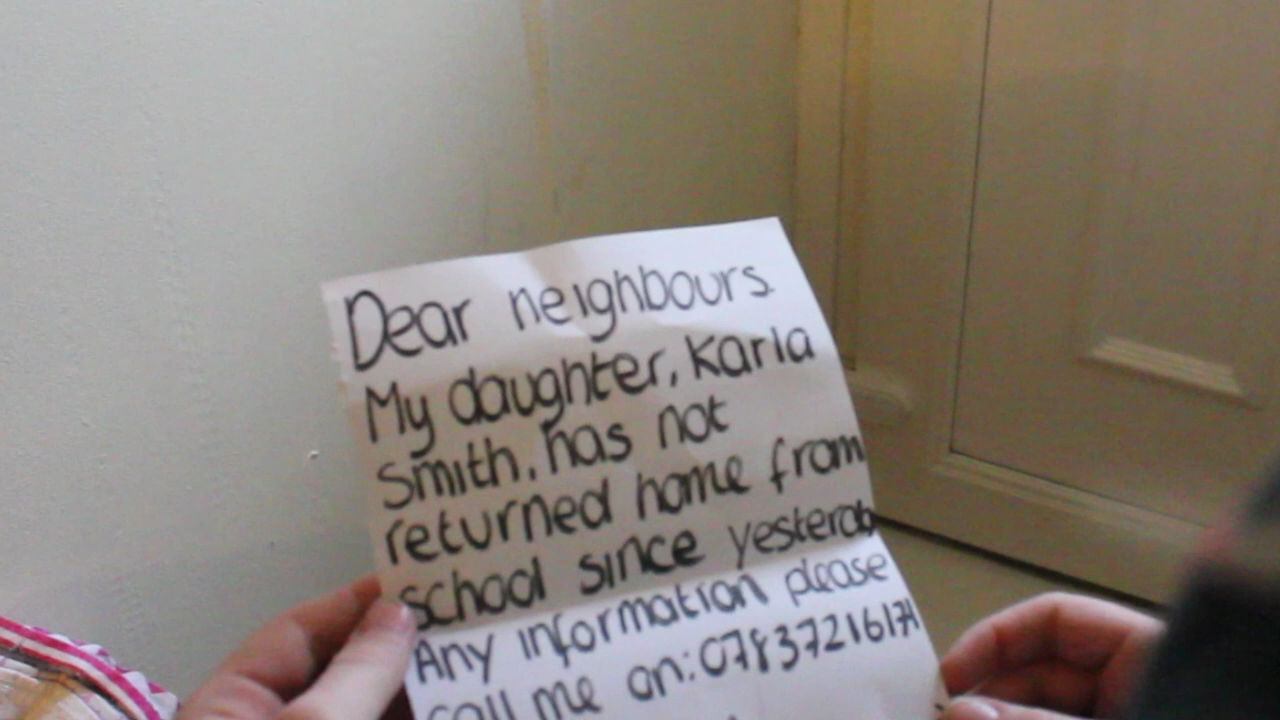 Dear neighbours.
My daughter, Karla
Smith, has not
returned home from
school since
Any information please
call me on: 07837216174